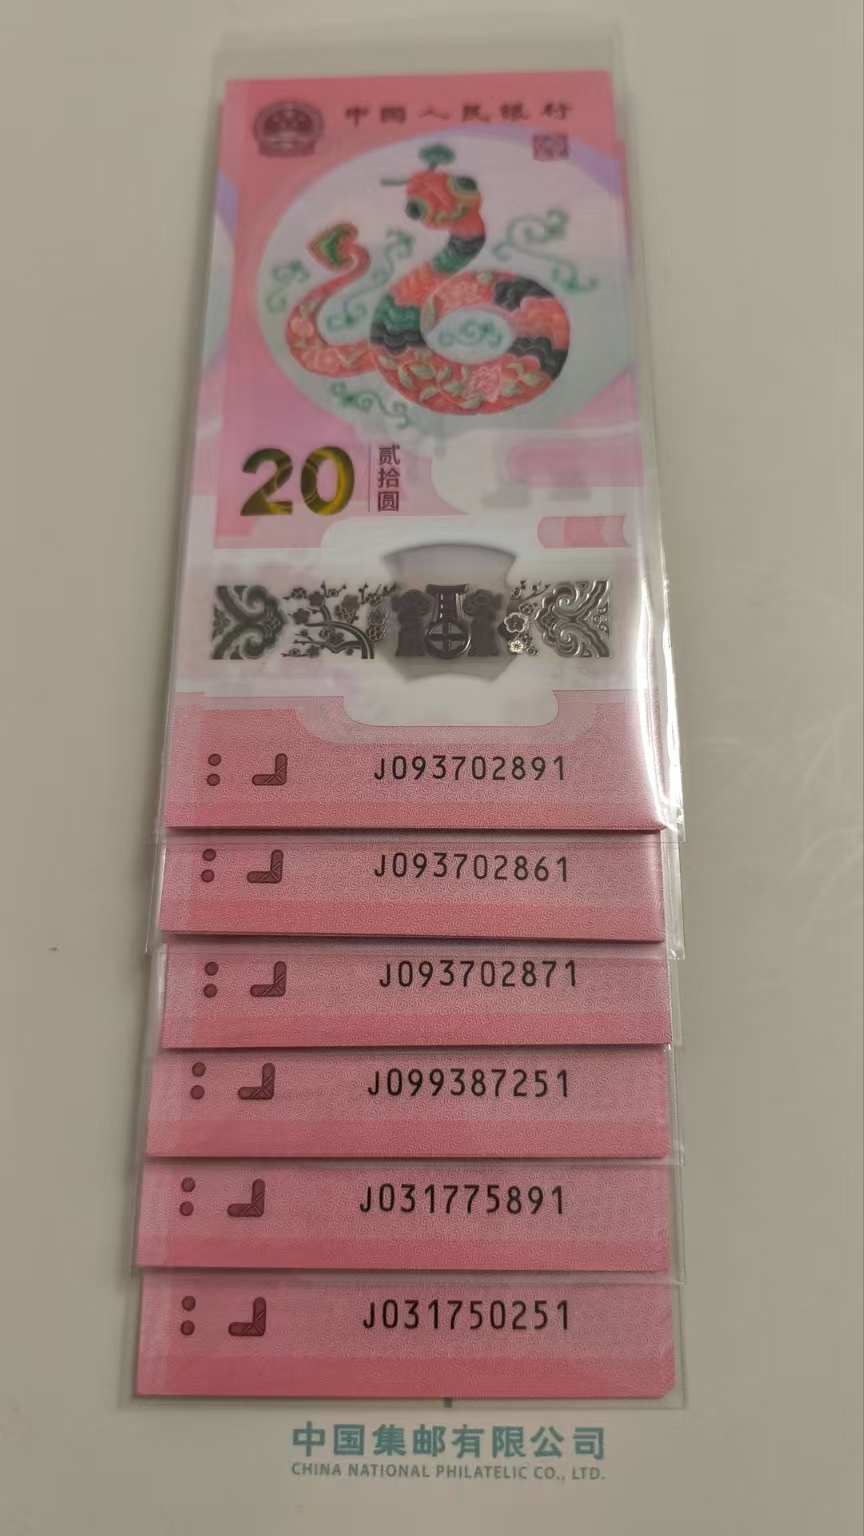 中国人民银行
20 贰拾圆
J093702891
J093702861
J093702871
J099387251
J031775891
J031750251
中国集邮有限公司
CHINA NATIONAL PHILATELIC CO., LTD.